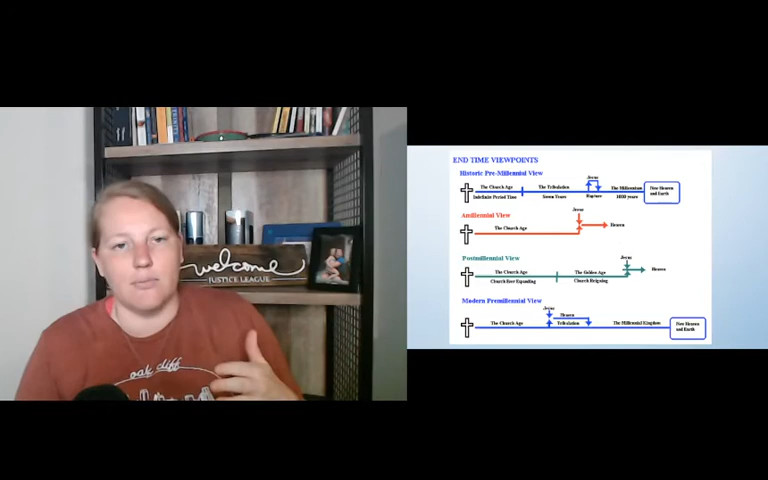 welcome
JUSTICE LEAGUE
oak cliff
END TIME VIEWPOINTS
Historic Pre-Millennial View
Jesus
The Church Age The Tribulation The Millennium
Indefinite Period Time Seven Years Rapture 1000 years
New Heaven and Earth
Amillennial View
Jesus
The Church Age Heaven
Postmillennial View
Jesus
The Church Age The Golden Age Heaven
Church Ever Expanding Church Reigning
Modern Premillennial View
Jesus
Heaven
The Church Age Tribulation The Millennial Kingdom
New Heaven and Earth